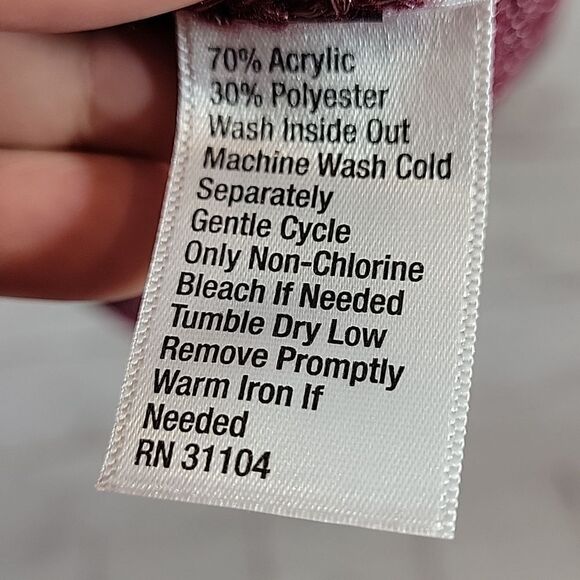 70% Acrylic
30% Polyester
Wash Inside Out
Machine Wash Cold
Separately
Gentle Cycle
Only Non-Chlorine
Bleach If Needed
Tumble Dry Low
Remove Promptly
Warm Iron If
Needed
RN 31104